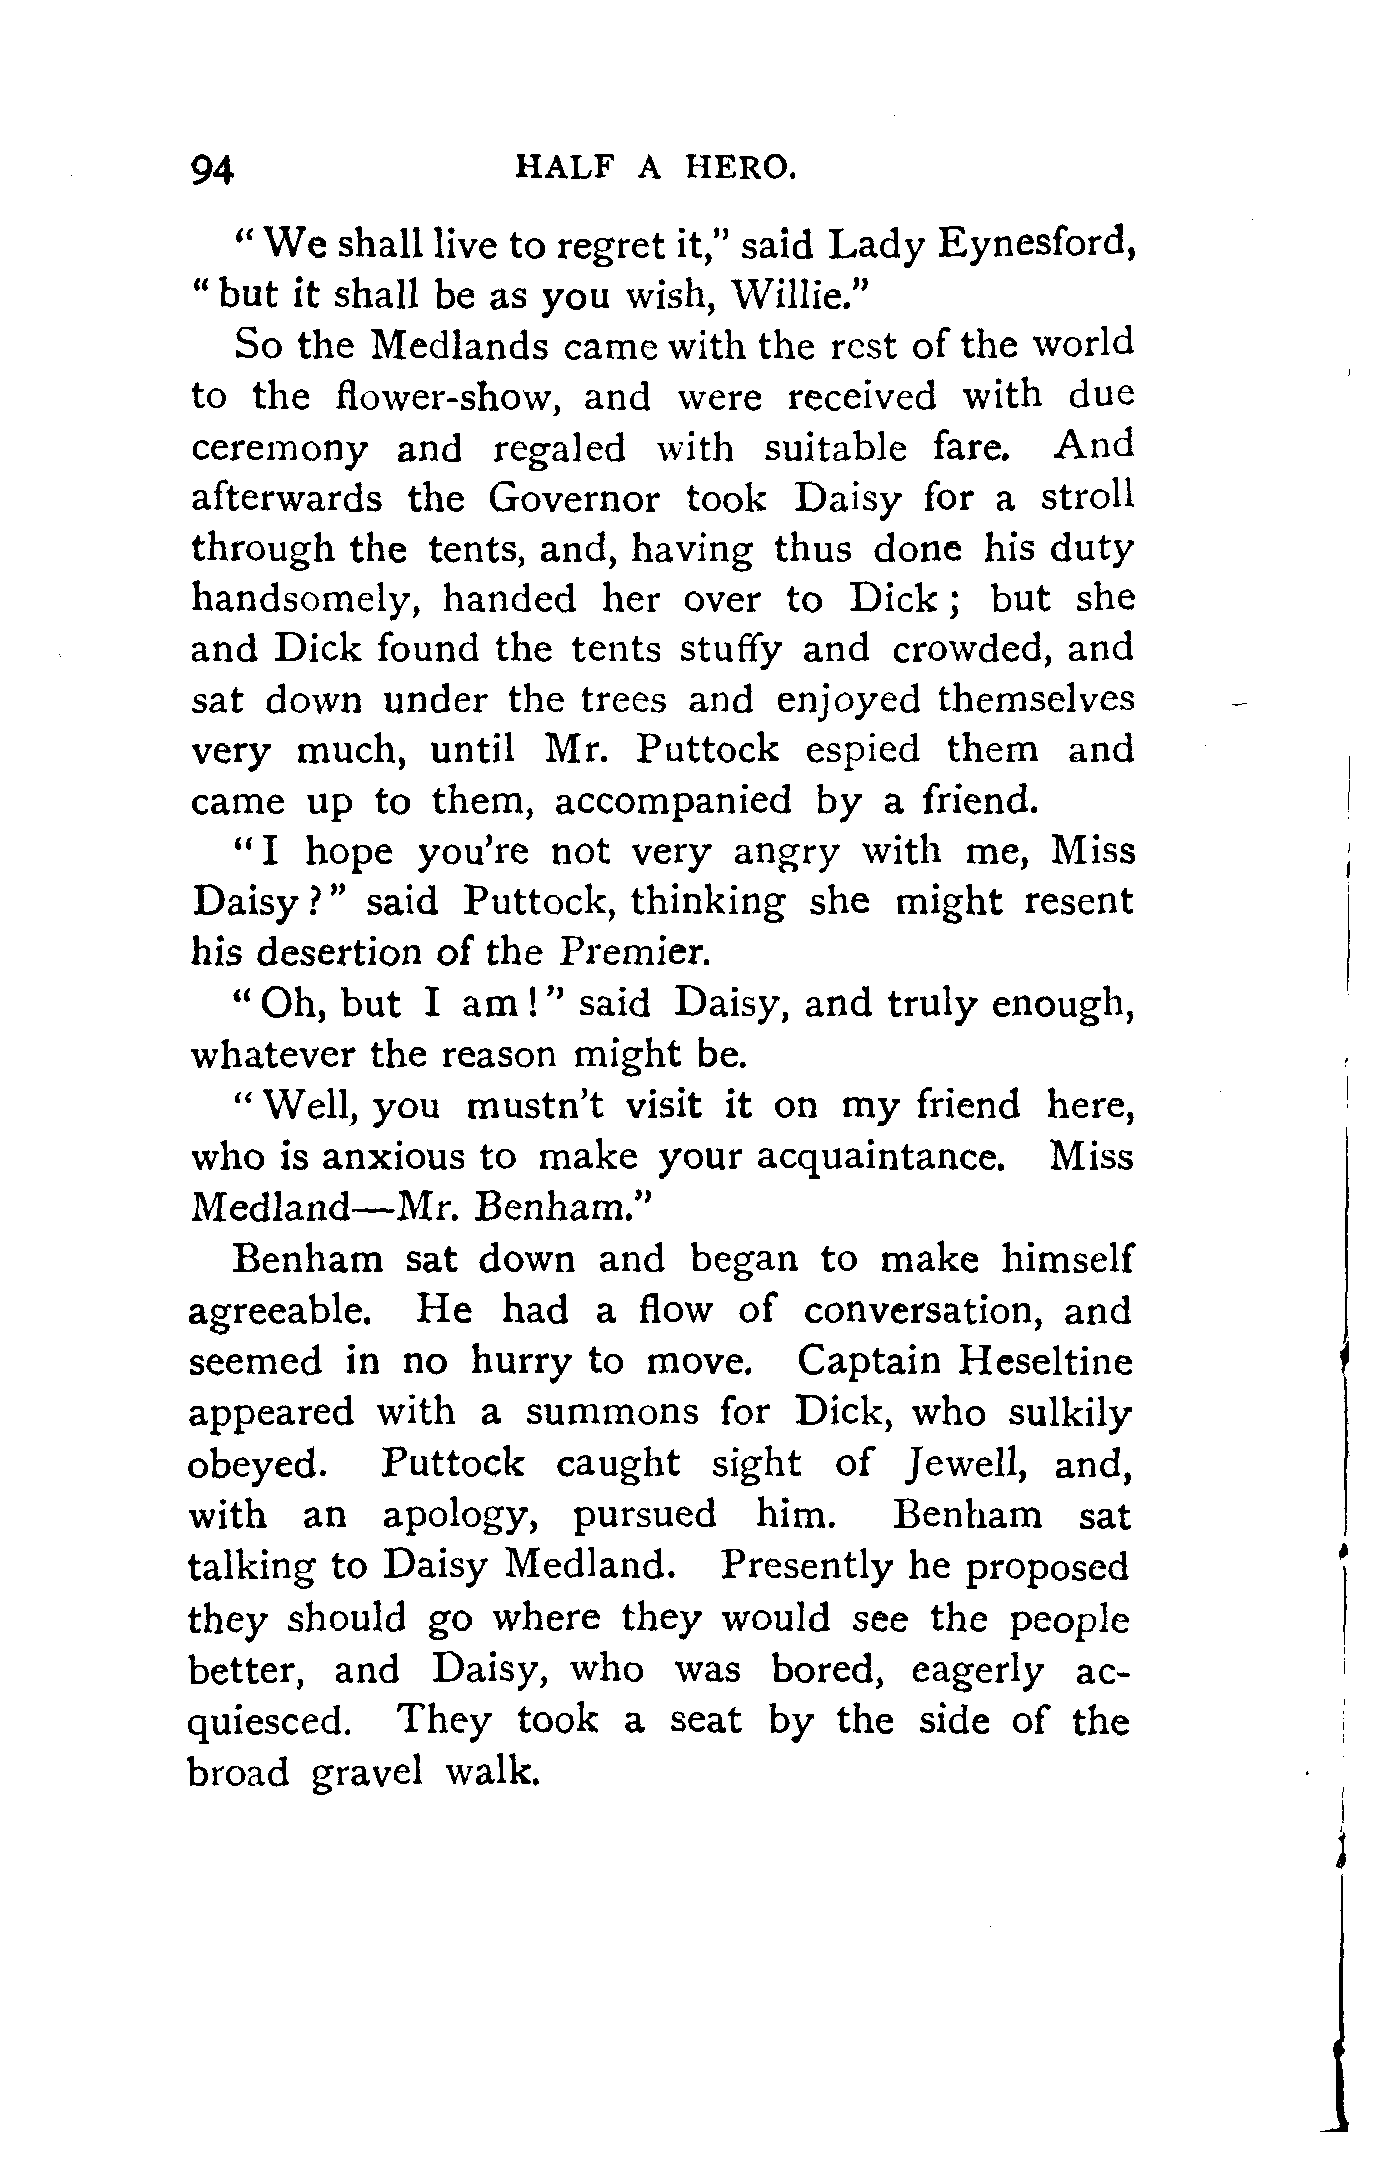 94 HALF A HERO.
"We shall live to regret it," said Lady Eynesford,
"but it shall be as you wish, Willie."
So the Medlands came with the rest of the world
to the flower-show, and were received with due
ceremony and regaled with suitable fare. And
afterwards the Governor took Daisy for a stroll
through the tents, and, having thus done his duty
handsomely, handed her over to Dick; but she
and Dick found the tents stuffy and crowded, and
sat down under the trees and enjoyed themselves
very much, until Mr. Puttock espied them and
came up to them, accompanied by a friend.
"I hope you're not very angry with me, Miss
Daisy?" said Puttock, thinking she might resent
his desertion of the Premier.
"Oh, but I am!" said Daisy, and truly enough,
whatever the reason might be.
"Well, you mustn't visit it on my friend here,
who is anxious to make your acquaintance. Miss
Medland—Mr. Benham."
Benham sat down and began to make himself
agreeable. He had a flow of conversation, and
seemed in no hurry to move. Captain Heseltine
appeared with a summons for Dick, who sulkily
obeyed. Puttock caught sight of Jewell, and,
with an apology, pursued him. Benham sat
talking to Daisy Medland. Presently he proposed
they should go where they would see the people
better, and Daisy, who was bored, eagerly ac-
quiesced. They took a seat by the side of the
broad gravel walk.